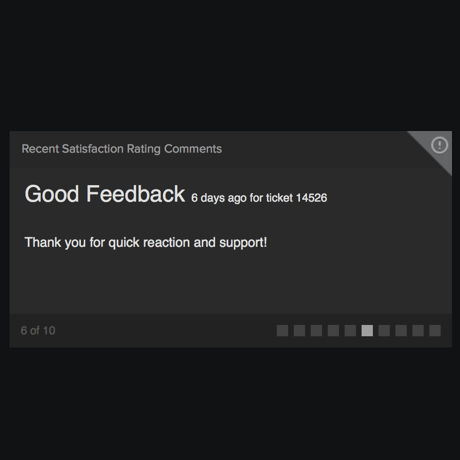 Recent Satisfaction Rating Comments
Good Feedback 6 days ago for ticket 14526
Thank you for quick reaction and support!
6 of 10